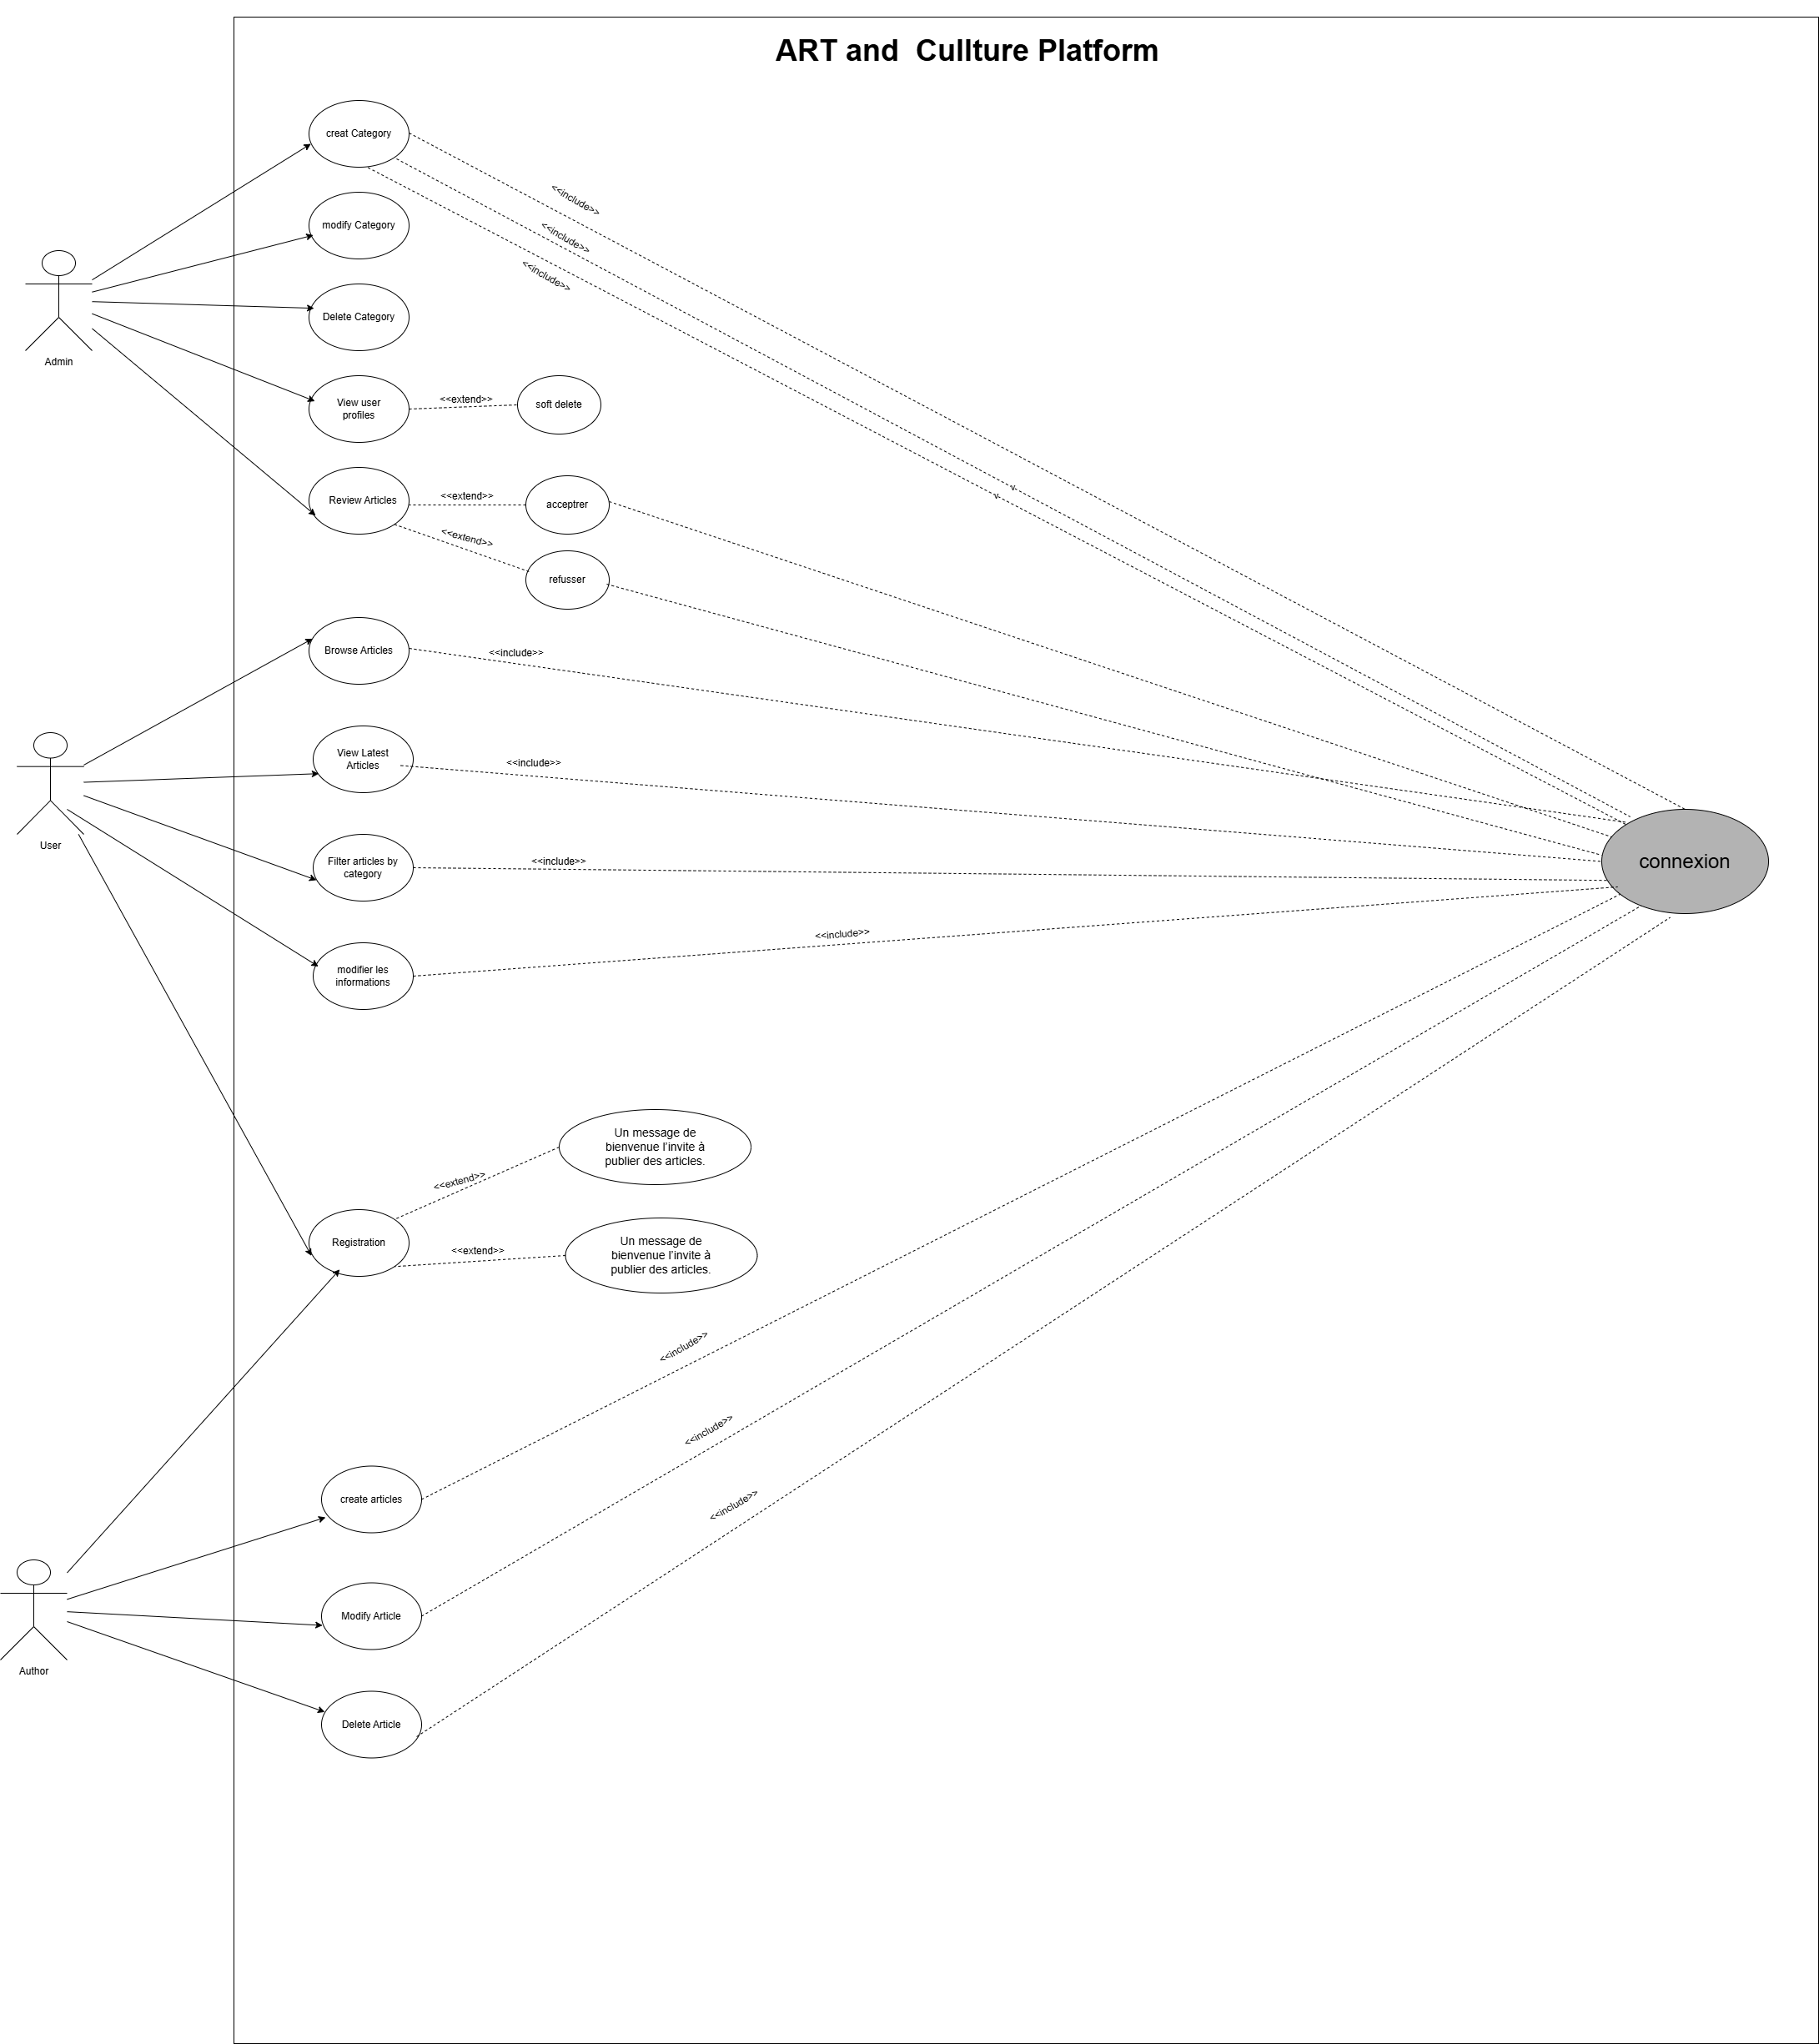 ART and  Cullture Platform
creat Category
<<include>>
modify Category
<<include>>
<<include>>
Delete Category
Admin
View user
profiles
<<extend>>
soft delete
Review Articles
<<extend>>
acceptrer
v
v
<<extend>>
refusser
Browse Articles
<<include>>
View Latest
Articles
<<include>>
User
Filter articles by
category
<<include>>
connexion
<<include>>
modifier les
informations
Un message de
bienvenue l'invite à
publier des articles.
<<extend>>
Registration
<<extend>>
Un message de
bienvenue l'invite à
publier des articles.
<<include>>
<<include>>
create articles
<<include>>
Modify Article
Author
Delete Article